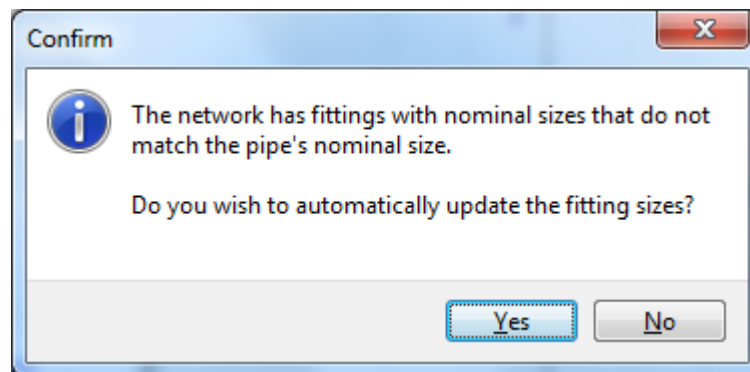 Confirm
The network has fittings with nominal sizes that do not
match the pipe's nominal size.
Do you wish to automatically update the fitting sizes?
Yes
No